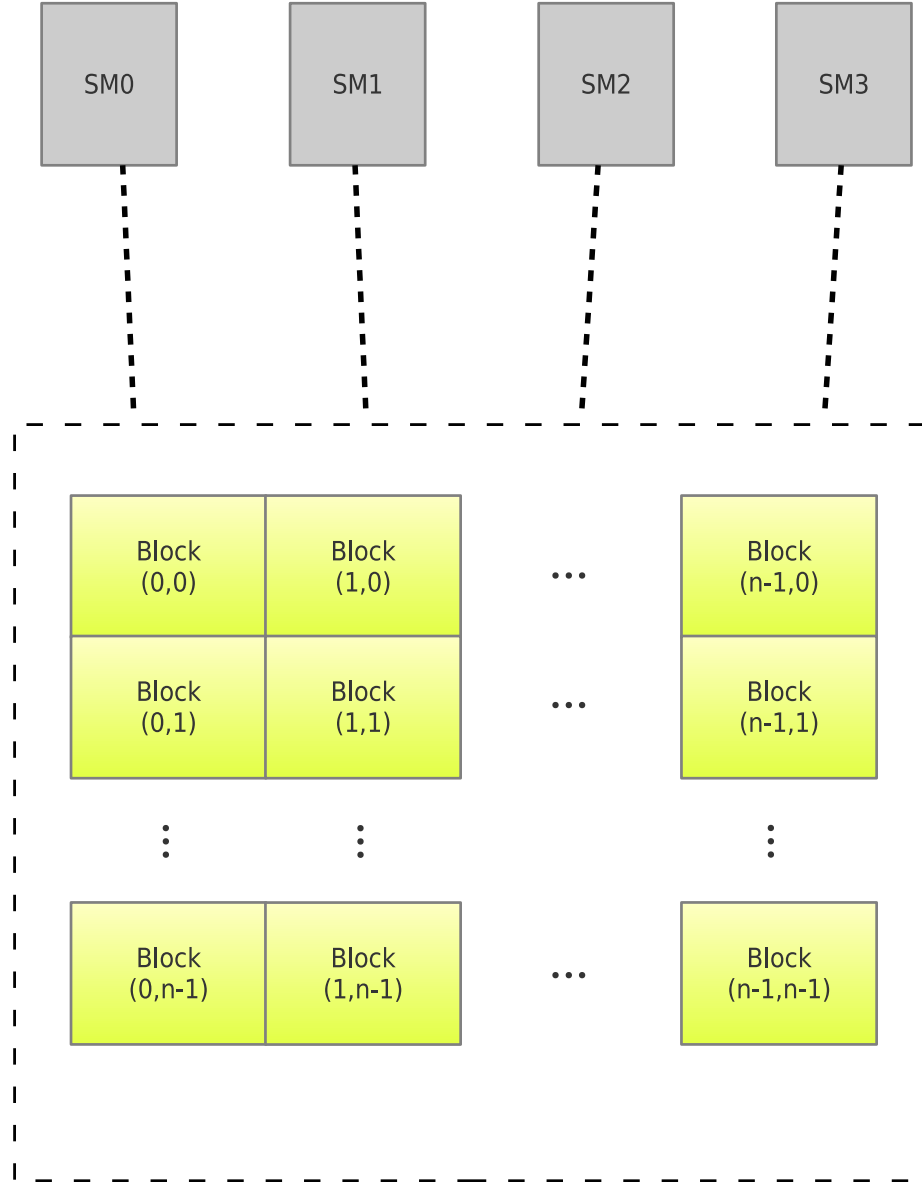 SM0
SM1
SM2
SM3
Block
(0,0)
Block
(1,0)
...
Block
(n-1,0)
Block
(0,1)
Block
(1,1)
...
Block
(n-1,1)
⋮
⋮
⋮
Block
(0,n-1)
Block
(1,n-1)
...
Block
(n-1,n-1)